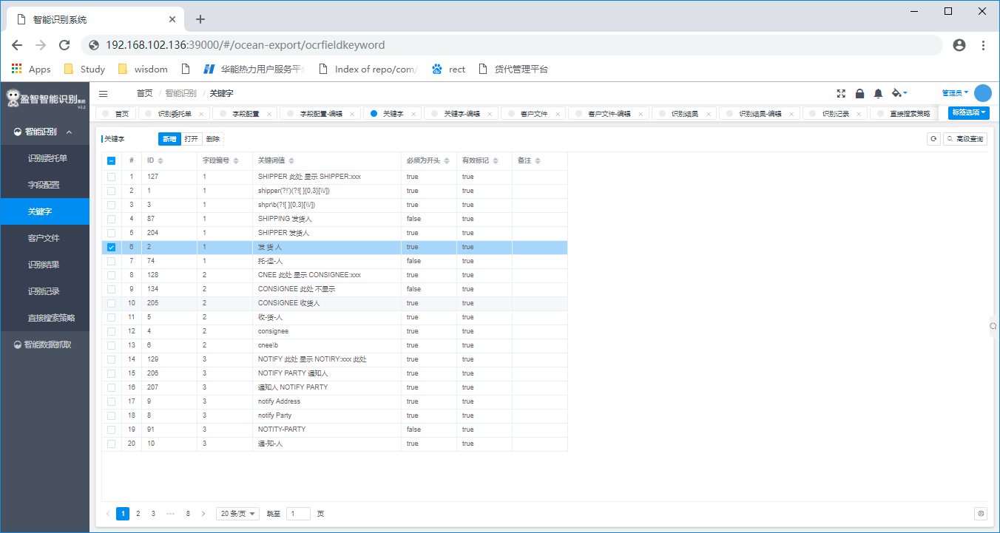 智能识别系统
192.168.102.136:39000/#/ocean-export/ocrfieldkeyword
Apps Study wisdom 华能热力用户服务平台 Index of repo/com/ rect 货代管理平台
盈智智能识别系统
V2.2
首页 / 智能识别 / 关键字
管理员
首页 识别委托单 字段配置 字段配置-编辑 关键字 关键字-编辑 客户文件 客户文件-编辑 识别结果 识别结果-编辑 识别记录 直接搜索策略 标签选项
智能识别
识别委托单
字段配置
关键字
客户文件
识别结果
识别记录
直接搜索策略
智能数据抓取
关键字 新增 打开 删除 高级查询
# ID 字段编号 关键词值 必须为开头 有效标记 备注
1 127 1 SHIPPER 此处 显示 SHIPPER:xxx true true
2 1 1 shipper(?!')(?![ ]{0,3}[\/]) true true
3 3 1 shpr\b(?![ ]{0,3}[\/]) true true
4 87 1 SHIPPING 发货人 false true
5 204 1 SHIPPER 发货人 true true
6 2 1 发 货 人 true true
7 74 1 托-运-人 false true
8 128 2 CNEE 此处 显示 CONSIGNEE:xxx true true
9 134 2 CONSIGNEE 此处 不显示 false true
10 205 2 CONSIGNEE 收货人 true true
11 5 2 收-货-人 true true
12 4 2 consignee true true
13 6 2 cnee\b true true
14 129 3 NOTIFY 此处 显示 NOTIRY:xxx 此处 true true
15 206 3 NOTIFY PARTY 通知人 true true
16 207 3 通知人 NOTIFY PARTY true true
17 9 3 notify Address true true
18 8 3 notify Party true true
19 91 3 NOTITY-PARTY false true
20 10 3 通-知-人 true true
1 2 3 ••• 8 20 条/页 跳至 1 页